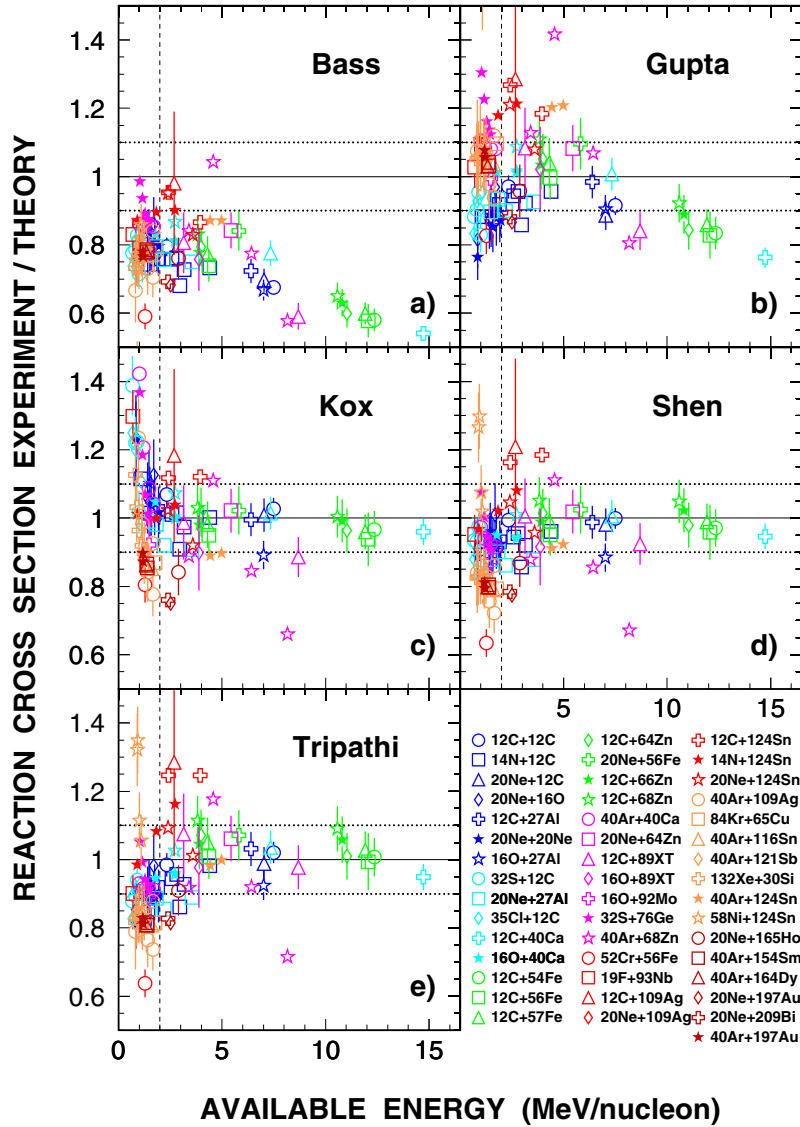 1.4
1.2
1
0.8
0.6
Bass
a)
Gupta
b)
1.4
1.2
1
0.8
0.6
Kox
c)
Shen
d)
5 10 15
1.4
1.2
1
0.8
0.6
Tripathi
e)
0 5 10 15
REACTION CROSS SECTION EXPERIMENT / THEORY
AVAILABLE ENERGY (MeV/nucleon)
12C+12C
14N+12C
20Ne+12C
20Ne+16O
12C+27Al
20Ne+20Ne
16O+27Al
32S+12C
20Ne+27Al
35Cl+12C
12C+40Ca
16O+40Ca
12C+54Fe
12C+56Fe
12C+57Fe
12C+64Zn
20Ne+56Fe
12C+66Zn
12C+68Zn
40Ar+40Ca
20Ne+64Zn
12C+89XT
16O+89XT
16O+92Mo
32S+76Ge
40Ar+68Zn
52Cr+56Fe
19F+93Nb
12C+109Ag
20Ne+109Ag
12C+124Sn
14N+124Sn
20Ne+124Sn
40Ar+109Ag
84Kr+65Cu
40Ar+116Sn
40Ar+121Sb
132Xe+30Si
40Ar+124Sn
58Ni+124Sn
20Ne+165Ho
40Ar+154Sm
40Ar+164Dy
20Ne+197Au
20Ne+209Bi
40Ar+197Au